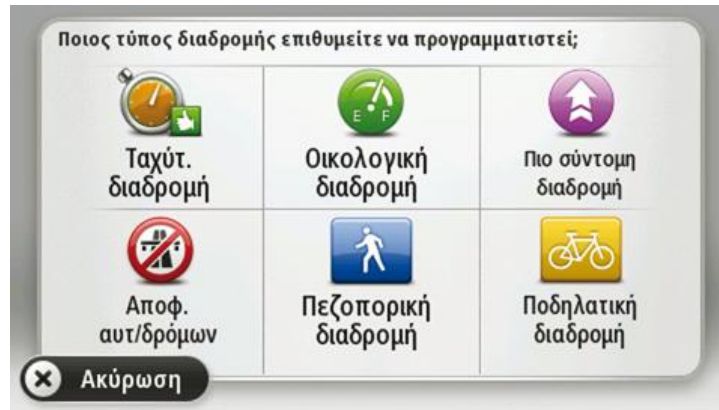 Ποιος τύπος διαδρομής επιθυμείτε να προγραμματιστεί;
Ταχύτ.
διαδρομή
E F
Οικολογική
διαδρομή
Πιο σύντομη
διαδρομή
Αποφ.
αυτ/δρόμων
Πεζοπορική
διαδρομή
Ποδηλατική
διαδρομή
Ακύρωση